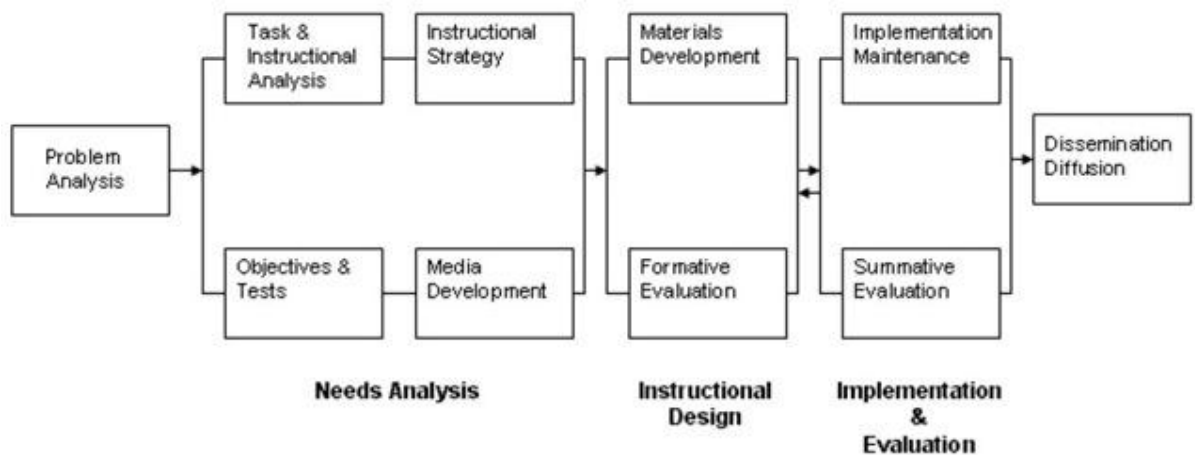 Task &
Instructional
Analysis
Instructional
Strategy
Materials
Development
Implementation
Maintenance
Problem
Analysis
Dissemination
Diffusion
Objectives &
Tests
Media
Development
Formative
Evaluation
Summative
Evaluation
Needs Analysis
Instructional
Design
Implementation
&
Evaluation